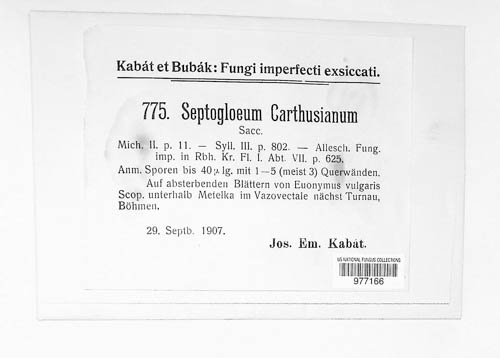 Kabát et Bubák: Fungi imperfecti exsiccati.
775. Septogloeum Carthusianum
Sacc.
Mich. II. p. 11. — Syll. III. p. 802. — Allesch. Fung.
imp. in Rbh. Kr. Fl. I. Abt. VII. p. 625.
Anm. Sporen bis 40 µ lg. mit 1—5 (meist 3) Querwänden.
Auf absterbenden Blättern von Euonymus vulgaris
Scop. unterhalb Metelka im Vazovectale nächst Turnau,
Böhmen.
29. Septb. 1907.
Jos. Em. Kabát.
US NATIONAL FUNGUS COLLECTIONS
977166